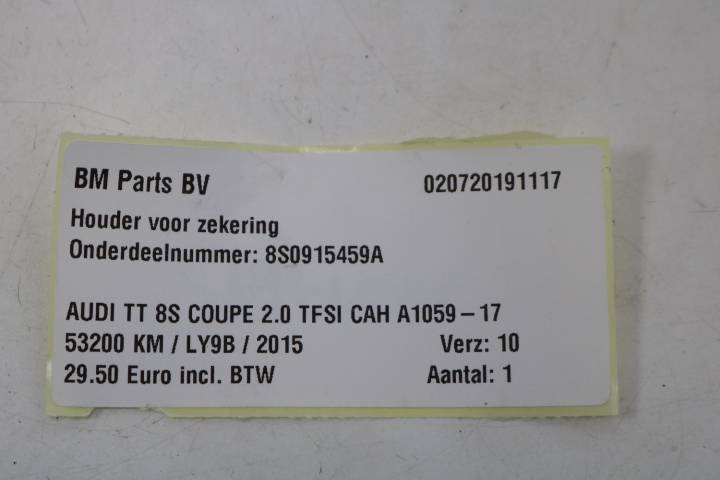 BM Parts BV 020720191117
Houder voor zekering
Onderdeelnummer: 8S0915459A
AUDI TT 8S COUPE 2.0 TFSI CAH A1059-17
53200 KM / LY9B / 2015 Verz: 10
29.50 Euro incl. BTW Aantal: 1